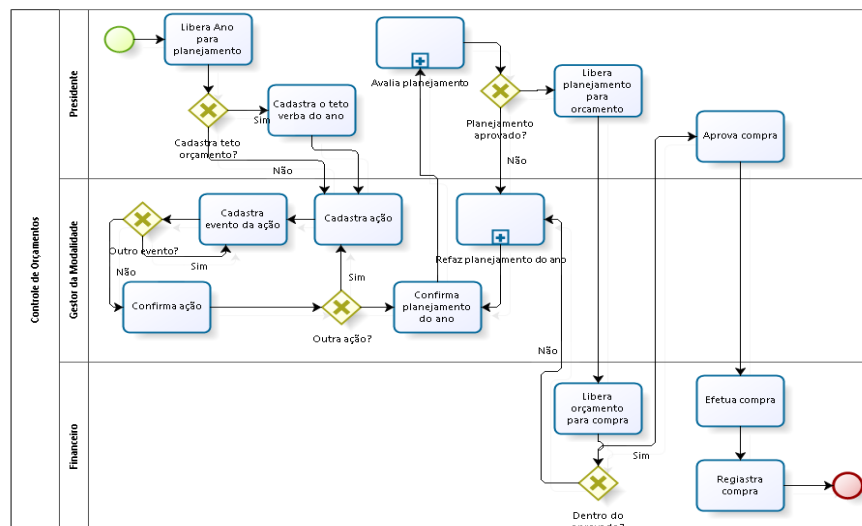 Controle de Orçamentos
Presidente
Libera Ano
para
planejamento
Cadastra teto
orçamento?
Sim
Não
Cadastra o teto
verba do ano
Avalia planejamento
Planejamento
aprovado?
Não
Libera
planejamento
para
orcamento
Aprova compra
Gestor da Modalidade
Outro evento?
Sim
Não
Cadastra
evento da ação
Cadastra ação
Sim
Refaz planejamento do ano
Confirma ação
Outra ação?
Confirma
planejamento
do ano
Não
Financeiro
Libera
orçamento
para compra
Sim
Dentro do
aprovado?
Efetua compra
Regiastra
compra